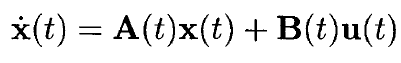 ẋ(t) = A(t)x(t) + B(t)u(t)